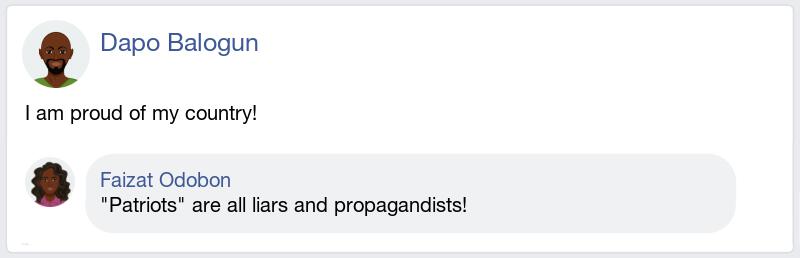 Dapo Balogun
I am proud of my country!
Faizat Odobon
"Patriots" are all liars and propagandists!